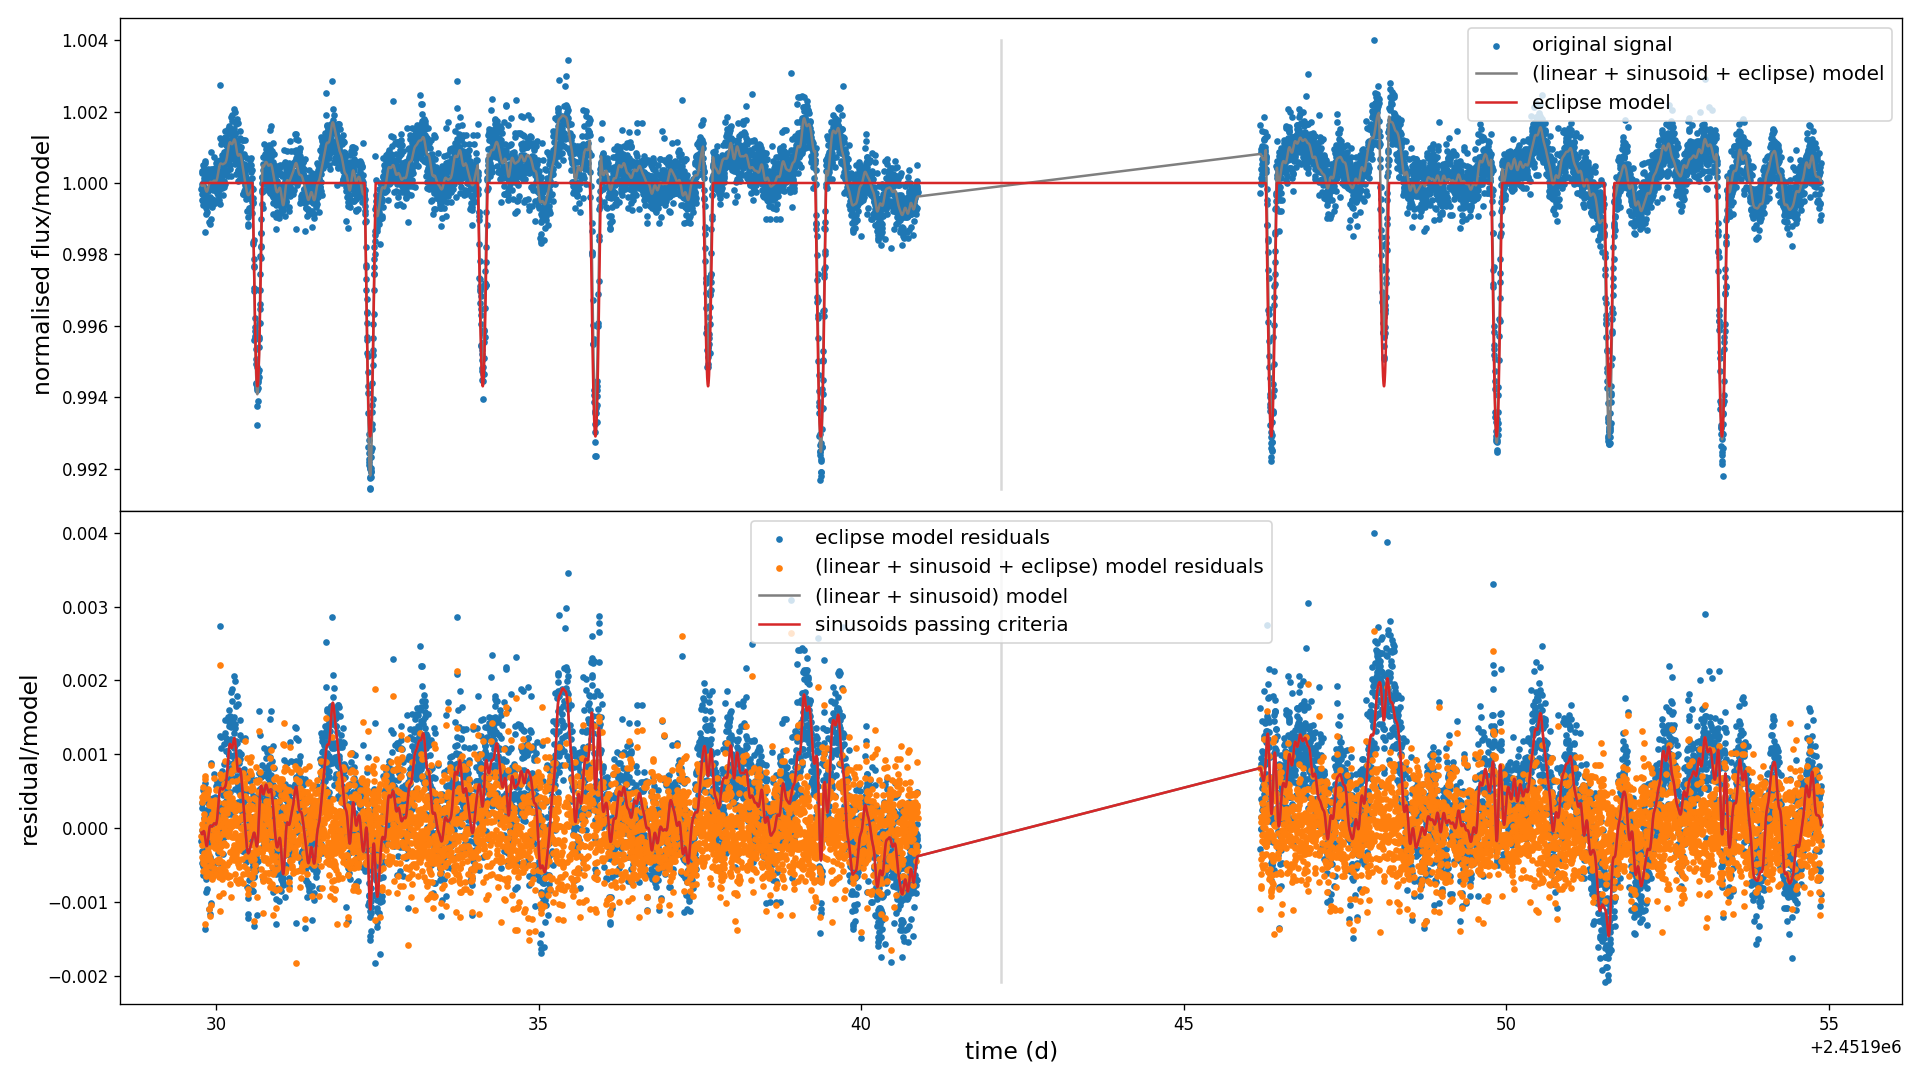 1.004
1.002
1.000
0.998
0.996
0.994
0.992
normalised flux/model
original signal
(linear + sinusoid + eclipse) model
eclipse model
0.004
0.003
0.002
0.001
0.000
−0.001
−0.002
residual/model
eclipse model residuals
(linear + sinusoid + eclipse) model residuals
(linear + sinusoid) model
sinusoids passing criteria
30 35 40 45 50 55
time (d)
+2.4519e6